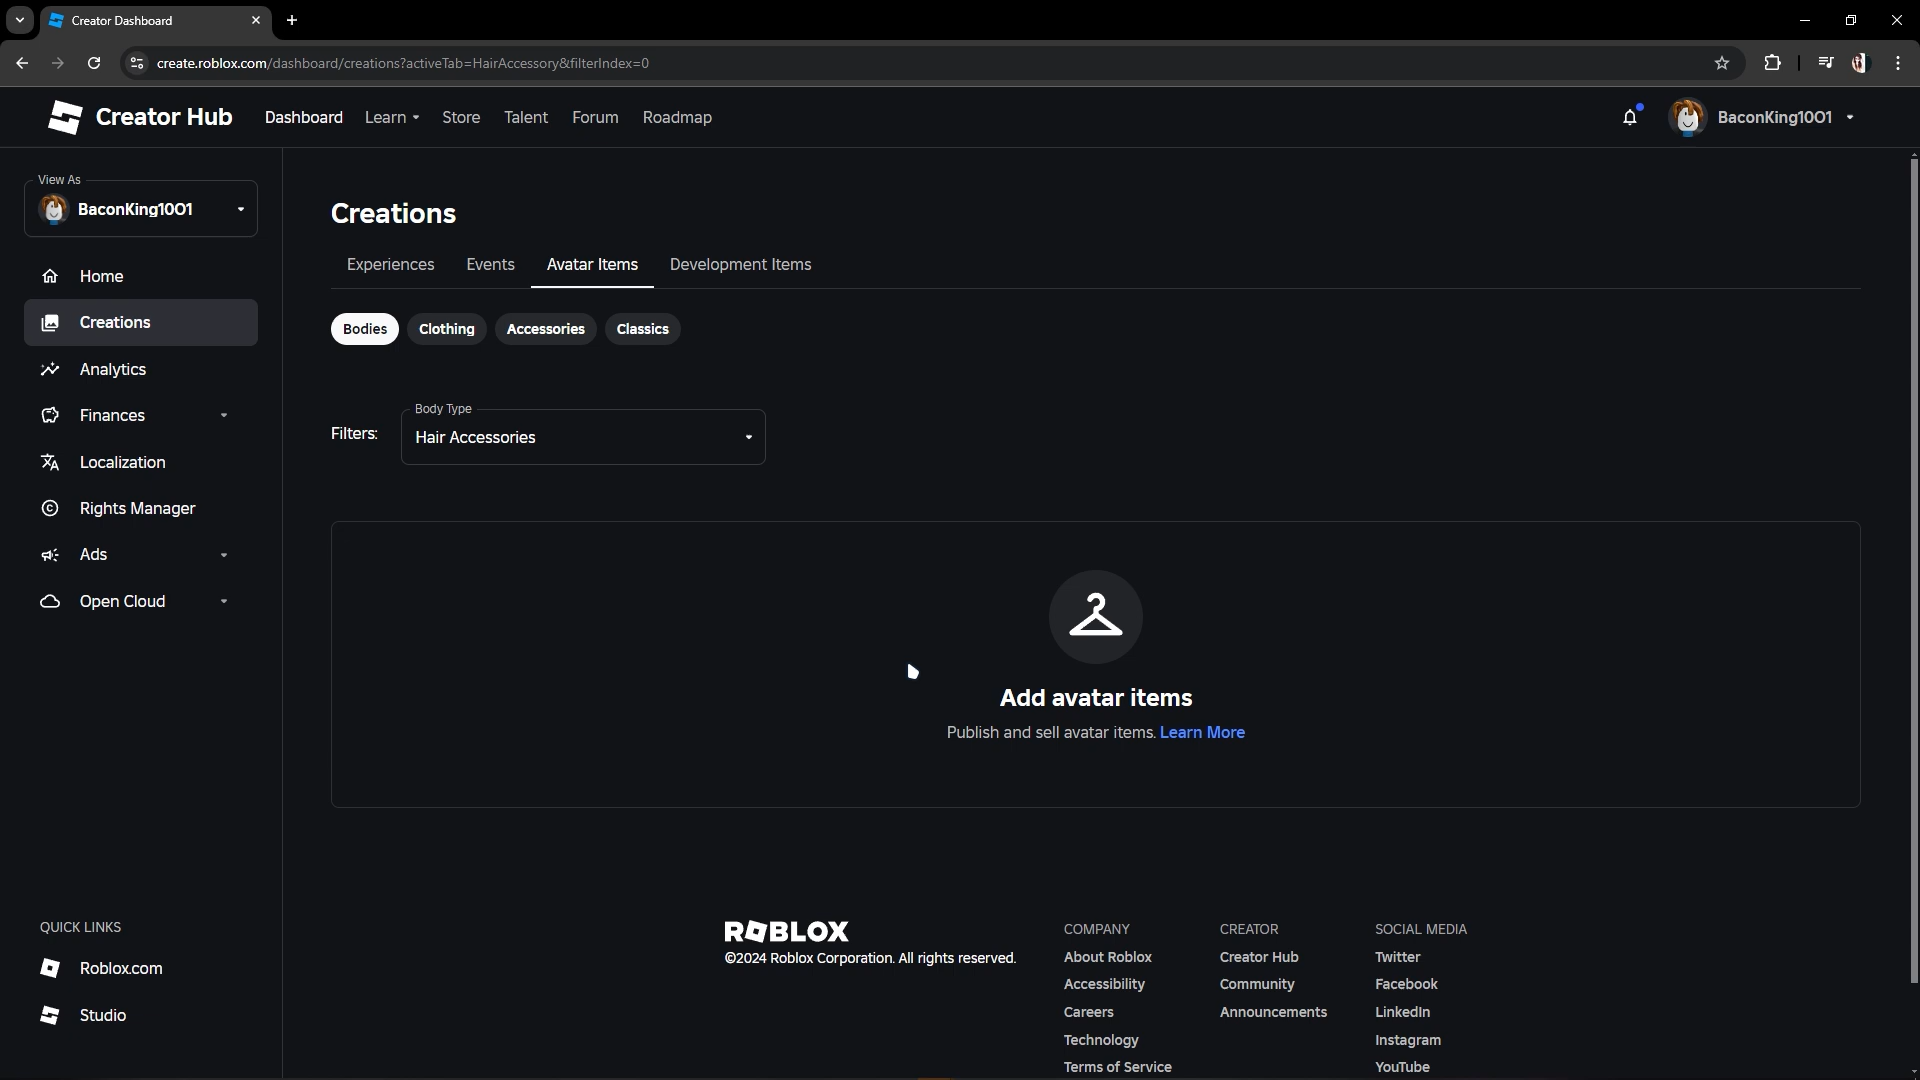 Creator Dashboard
create.roblox.com/dashboard/creations?activeTab=HairAccessory&filterIndex=0
Creator Hub
Dashboard
Learn
Store
Talent
Forum
Roadmap
BaconKing10O1
View As
BaconKing10O1
Home
Creations
Analytics
Finances
Localization
Rights Manager
Ads
Open Cloud
QUICK LINKS
Roblox.com
Studio
Creations
Experiences
Events
Avatar Items
Development Items
Bodies
Clothing
Accessories
Classics
Filters:
Body Type
Hair Accessories
Add avatar items
Publish and sell avatar items. Learn More
ROBLOX
©2024 Roblox Corporation. All rights reserved.
COMPANY
About Roblox
Accessibility
Careers
Technology
Terms of Service
CREATOR
Creator Hub
Community
Announcements
SOCIAL MEDIA
Twitter
Facebook
LinkedIn
Instagram
YouTube